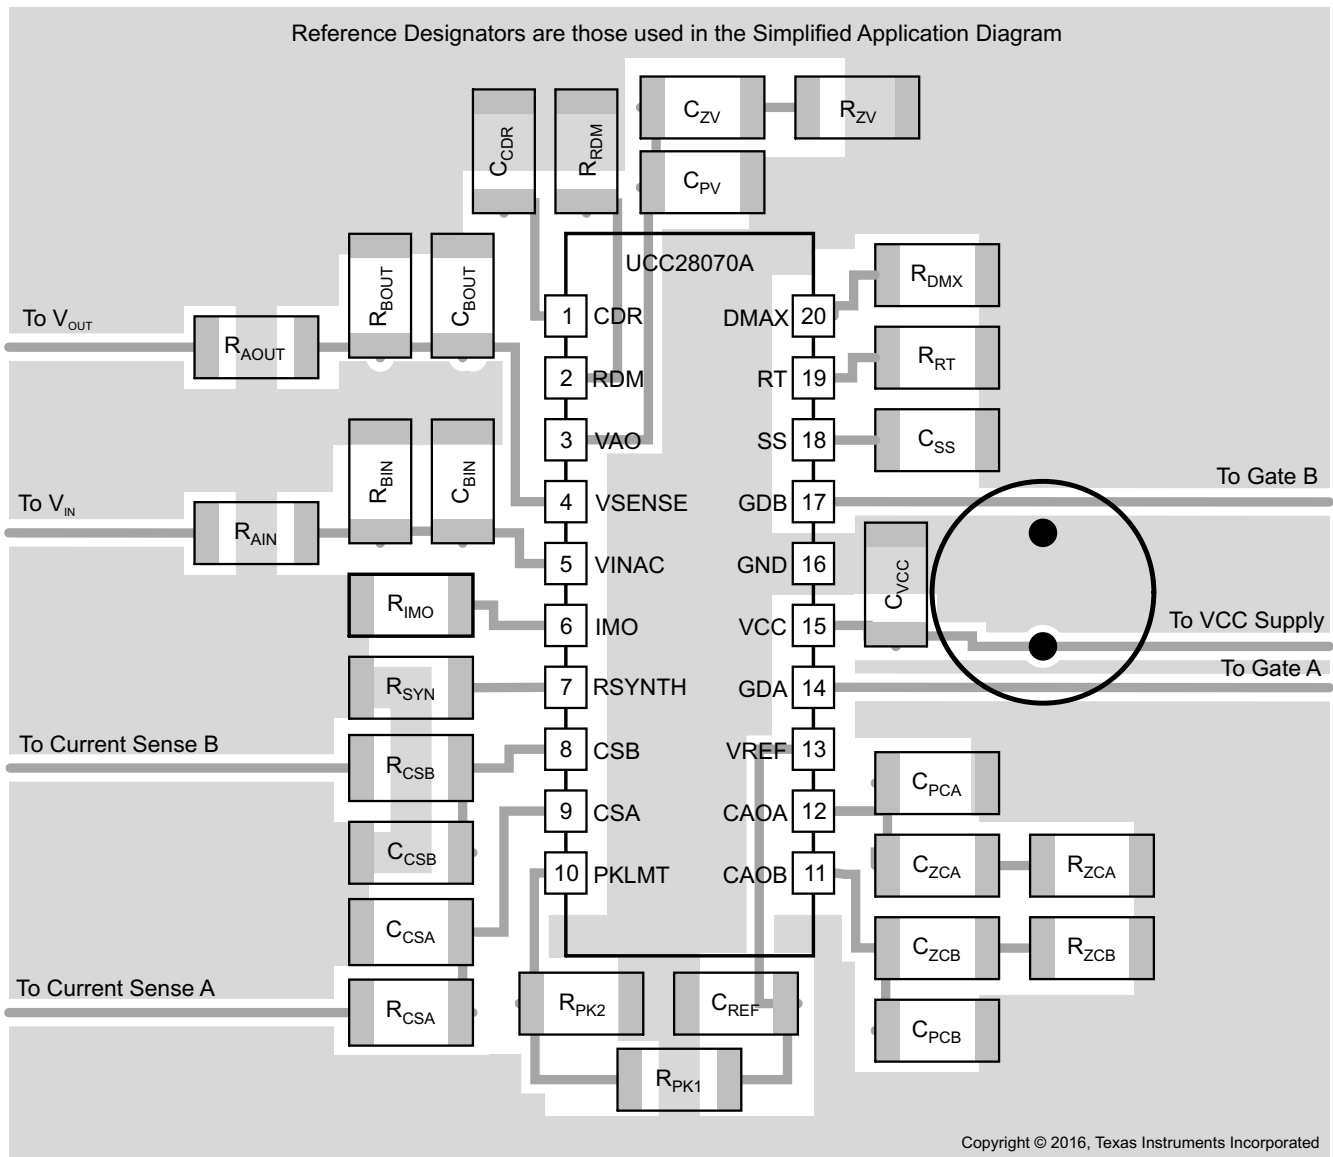 Reference Designators are those used in the Simplified Application Diagram
CCDR
RRDM
CZV
RZV
CPV
UCC28070A
RBOUT
CBOUT
To VOUT
RAOUT
RBIN
CBIN
To VIN
RAIN
RIMO
RSYN
To Current Sense B
RCSB
CCSB
CCSA
To Current Sense A
RCSA
1 CDR
2 RDM
3 VAO
4 VSENSE
5 VINAC
6 IMO
7 RSYNTH
8 CSB
9 CSA
10 PKLMT
DMAX 20
RT 19
SS 18
GDB 17
GND 16
VCC 15
GDA 14
VREF 13
CAOA 12
CAOB 11
RDMX
RRT
CSS
To Gate B
CVCC
To VCC Supply
To Gate A
CPCA
CZCA
RZCA
CZCB
RZCB
CPCB
RPK2
CREF
RPK1
Copyright © 2016, Texas Instruments Incorporated